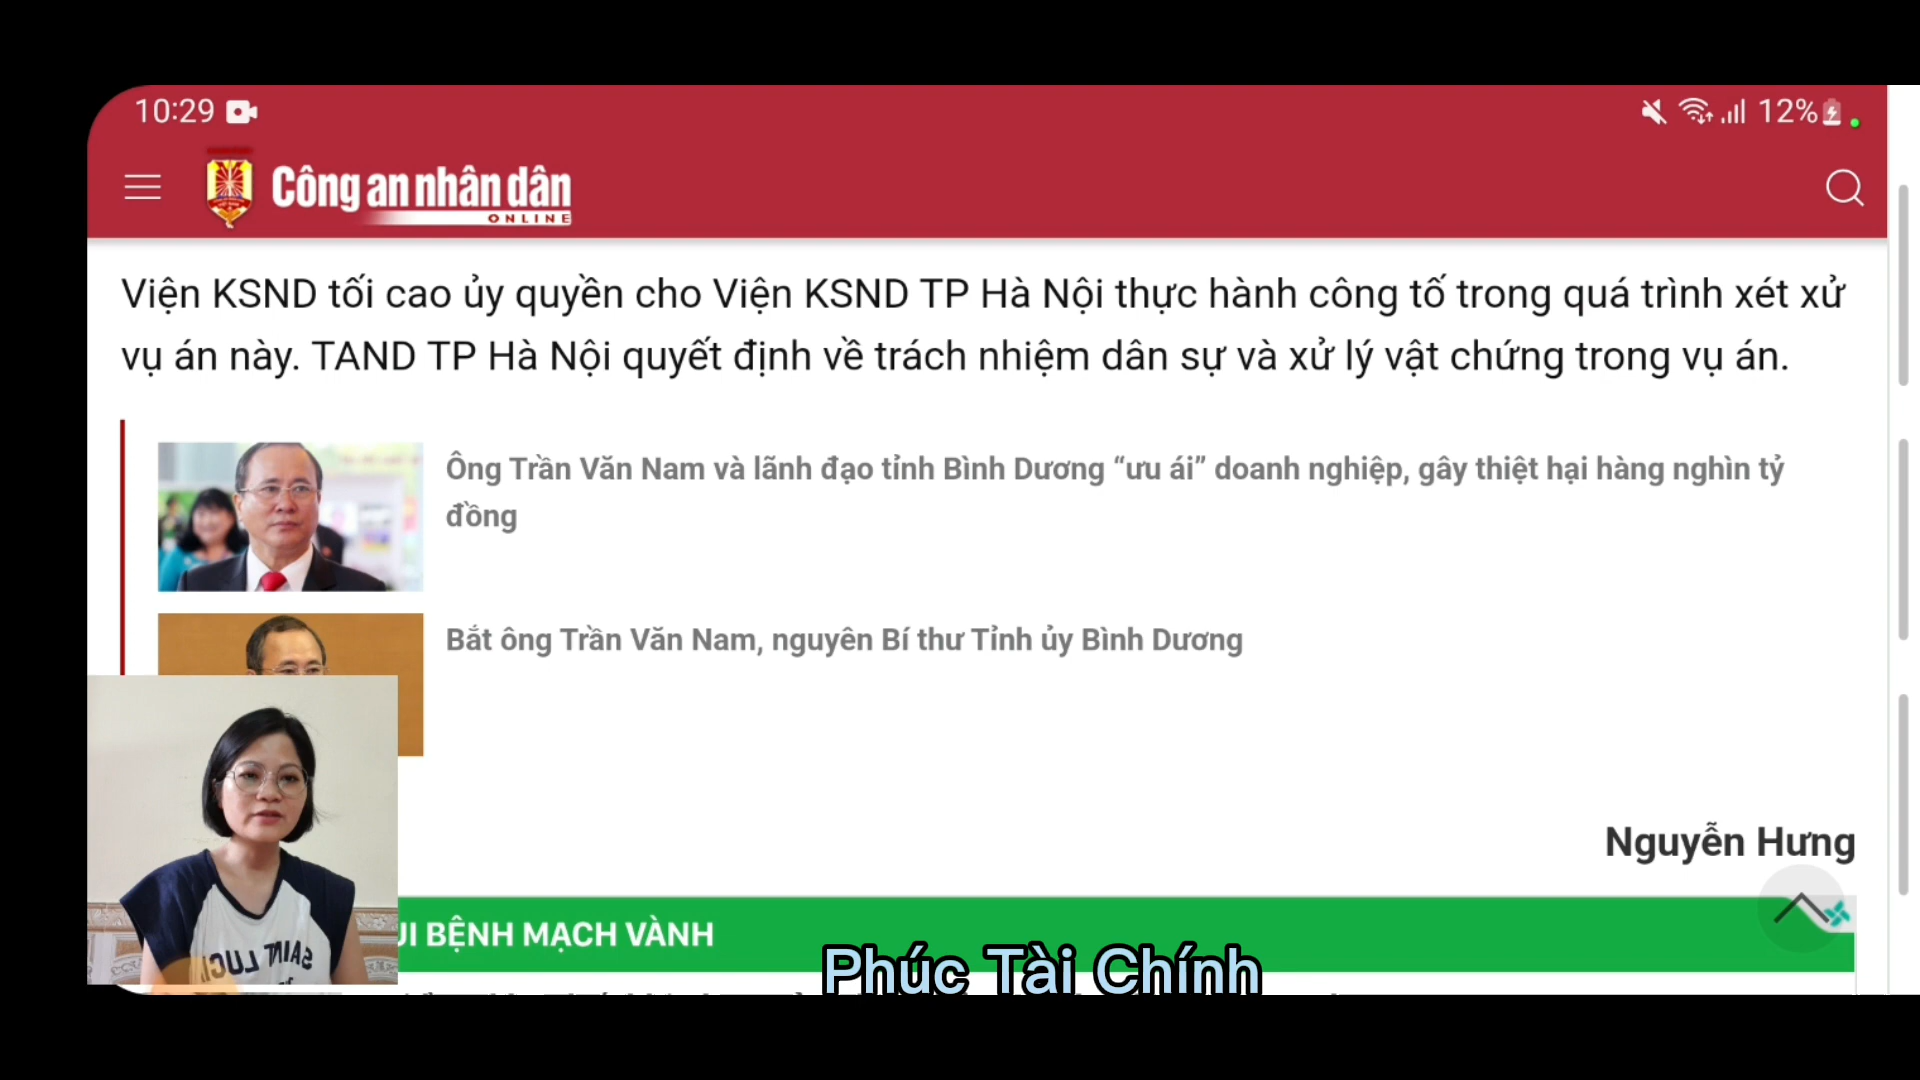 10:29
12%
Công an nhân dân
ONLINE
Viện KSND tối cao ủy quyền cho Viện KSND TP Hà Nội thực hành công tố trong quá trình xét xử
vụ án này. TAND TP Hà Nội quyết định về trách nhiệm dân sự và xử lý vật chứng trong vụ án.
Ông Trần Văn Nam và lãnh đạo tỉnh Bình Dương “ưu ái” doanh nghiệp, gây thiệt hại hàng nghìn tỷ
đồng
Bắt ông Trần Văn Nam, nguyên Bí thư Tỉnh ủy Bình Dương
Nguyễn Hưng
BỆNH MẠCH VÀNH
Phúc Tài Chính